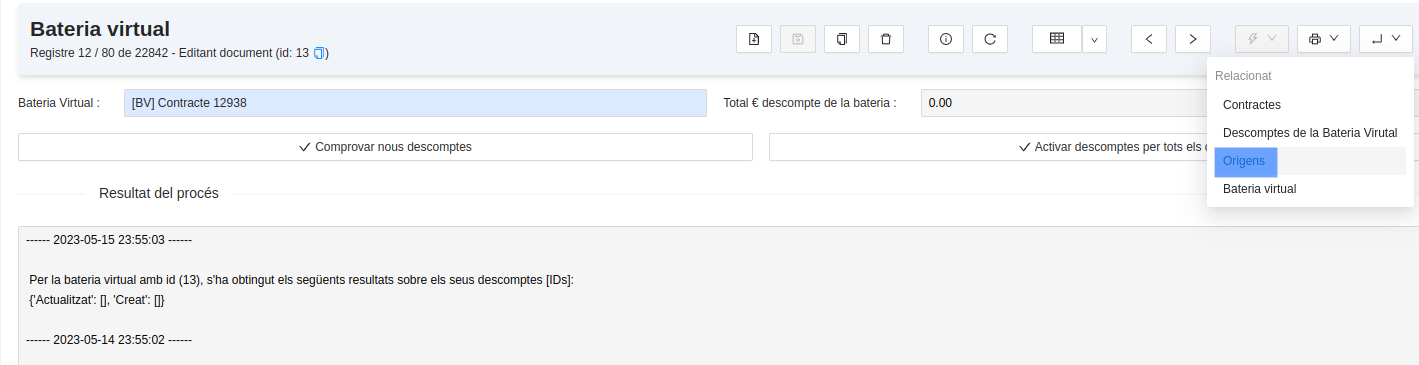 Bateria virtual
Registre 12 / 80 de 22842 - Editant document (id: 13 )
Relacionat
Contractes
Descomptes de la Bateria Virutal
Origens
Bateria virtual
Bateria Virtual : [BV] Contracte 12938 Total € descompte de la bateria : 0.00
Comprovar nous descomptes Activar descomptes per tots els
Resultat del procés
------ 2023-05-15 23:55:03 ------
Per la bateria virtual amb id (13), s'ha obtingut els següents resultats sobre els seus descomptes [IDs]:
{'Actualitzat': [], 'Creat': []}
------ 2023-05-14 23:55:02 ------